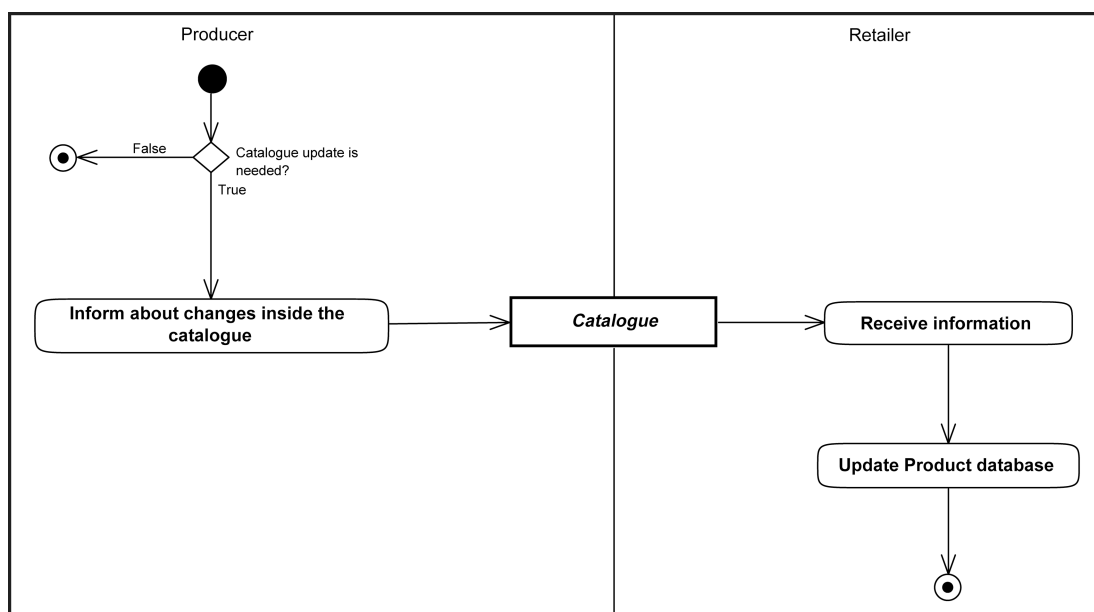 Producer
Retailer
False
Catalogue update is
needed?
True
Inform about changes inside the
catalogue
Catalogue
Receive information
Update Product database